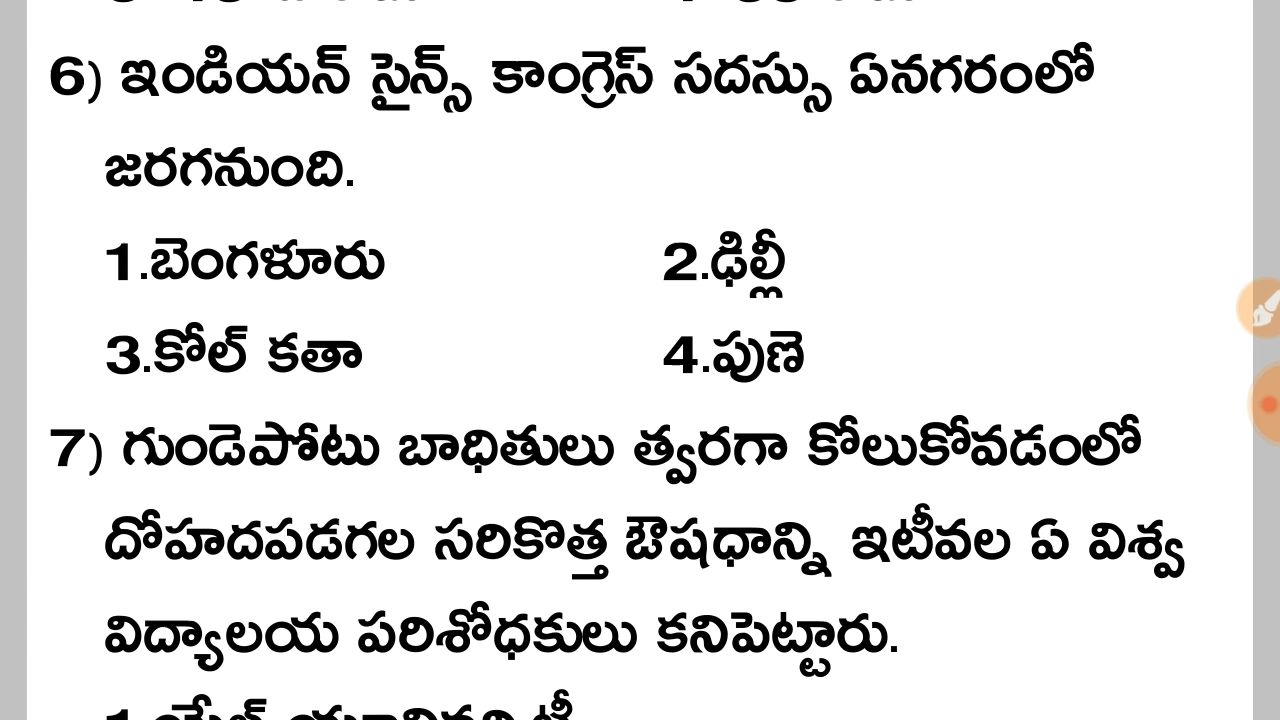 6) ఇండియన్ సైన్స్ కాంగ్రెస్ సదస్సు ఏనగరంలో
జరగనుంది.
1.బెంగళూరు 2.ఢిల్లీ
3.కోల్ కతా 4.పుణె
7) గుండెపోటు బాధితులు త్వరగా కోలుకోవడంలో
దోహదపడగల సరికొత్త ఔషధాన్ని ఇటీవల ఏ విశ్వ
విద్యాలయ పరిశోధకులు కనిపెట్టారు.